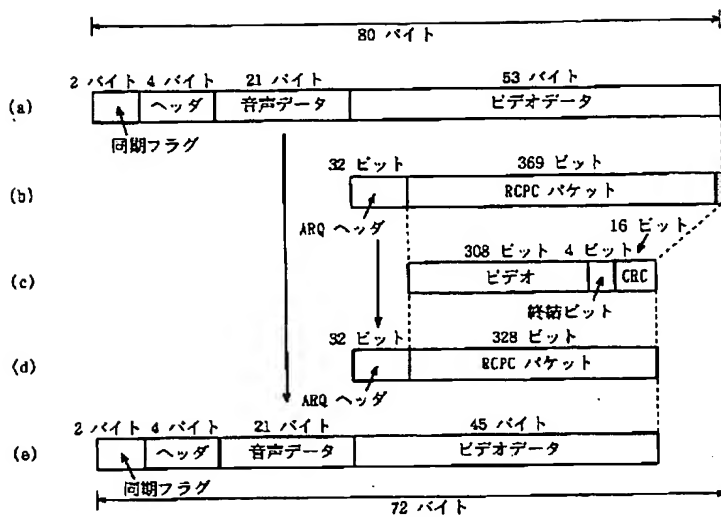 80 バイト
2 バイト 4 バイト 21 バイト 53 バイト
(a) ヘッダ 音声データ ビデオデータ
同期フラグ
32 ビット 369 ビット
(b) RCPC パケット
ARQ ヘッダ
16 ビット
308 ビット 4 ビット
(c) ビデオ CRC
終結ビット
32 ビット 328 ビット
(d) RCPC パケット
ARQ ヘッダ
2 バイト 4 バイト 21 バイト 45 バイト
(e) ヘッダ 音声データ ビデオデータ
同期フラグ
72 バイト